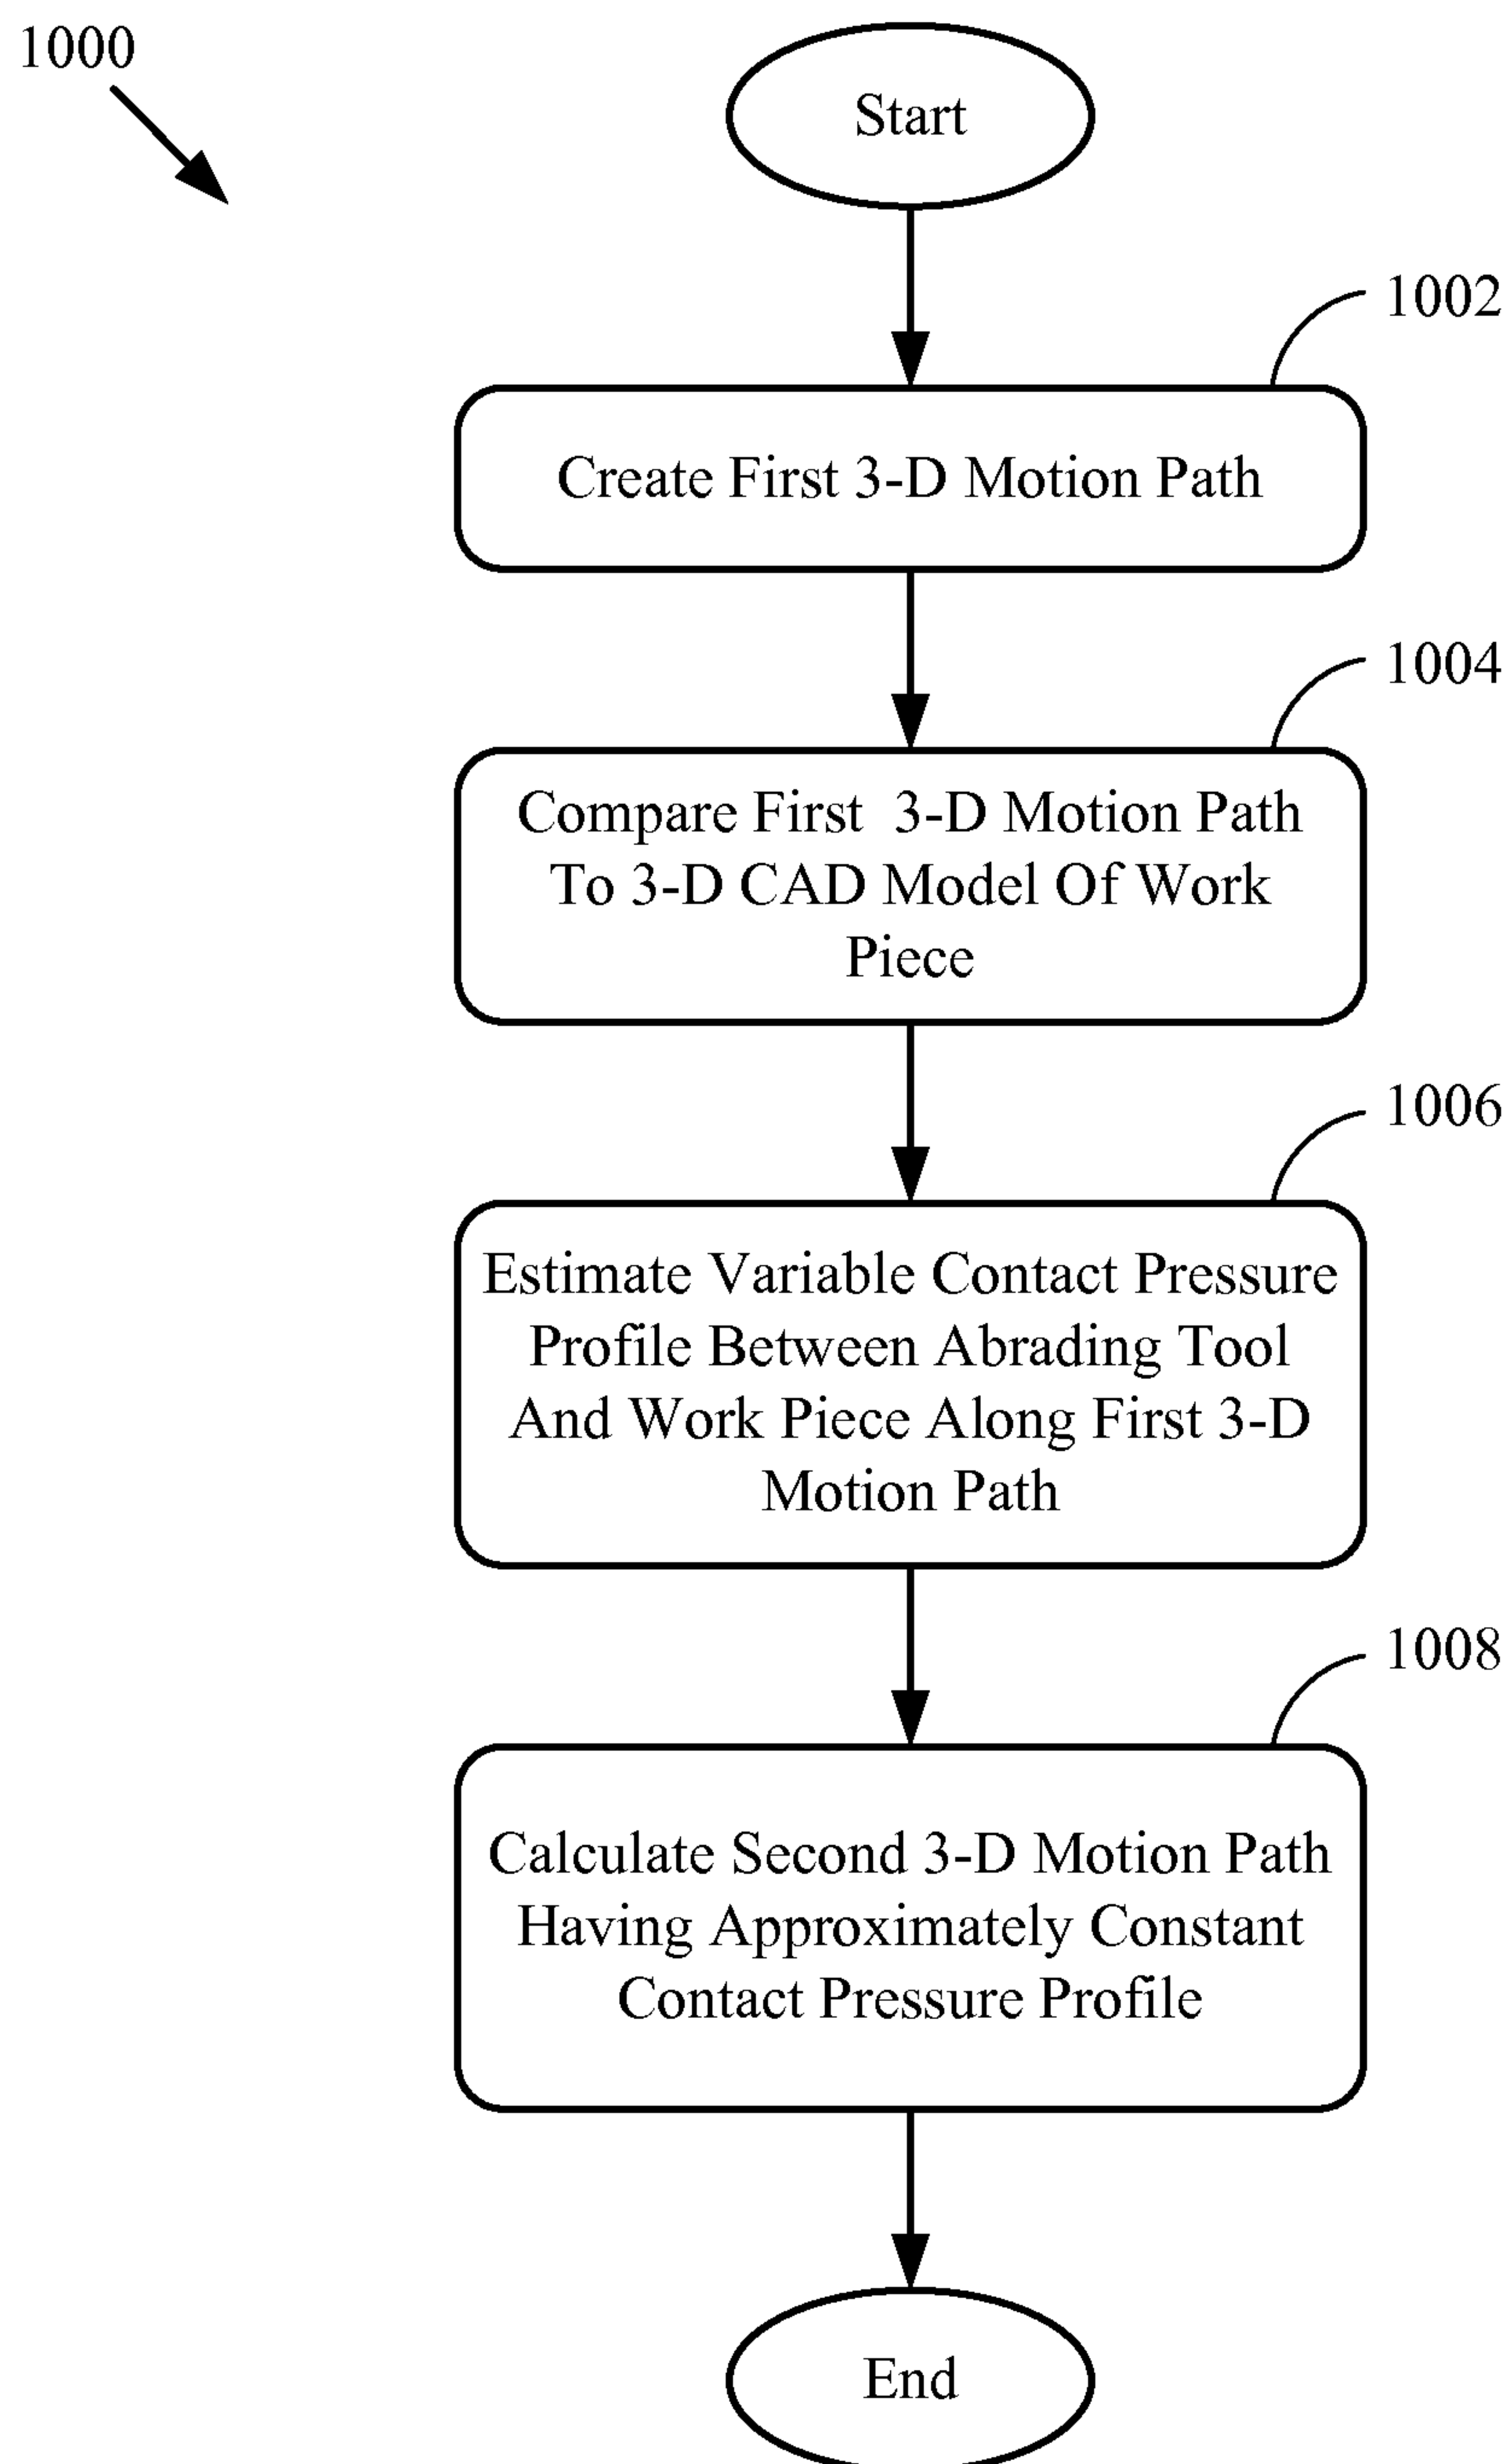 1000
Start
1002
Create First 3-D Motion Path
1004
Compare First 3-D Motion Path
To 3-D CAD Model Of Work
Piece
1006
Estimate Variable Contact Pressure
Profile Between Abrading Tool
And Work Piece Along First 3-D
Motion Path
1008
Calculate Second 3-D Motion Path
Having Approximately Constant
Contact Pressure Profile
End